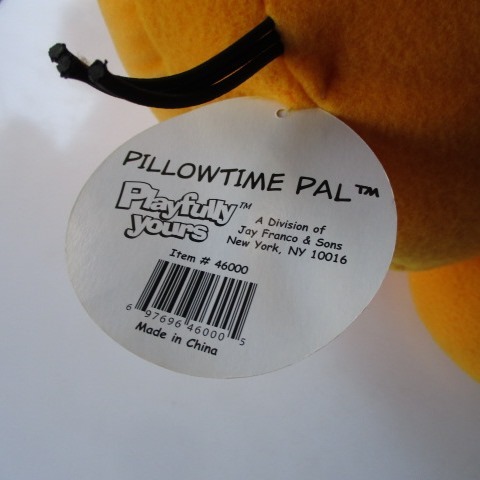 PILLOWTIME PAL™
Playfully™
yours
A Division of
Jay Franco & Sons
New York, NY 10016
Item # 46000
6 97696 46000 5
Made in China